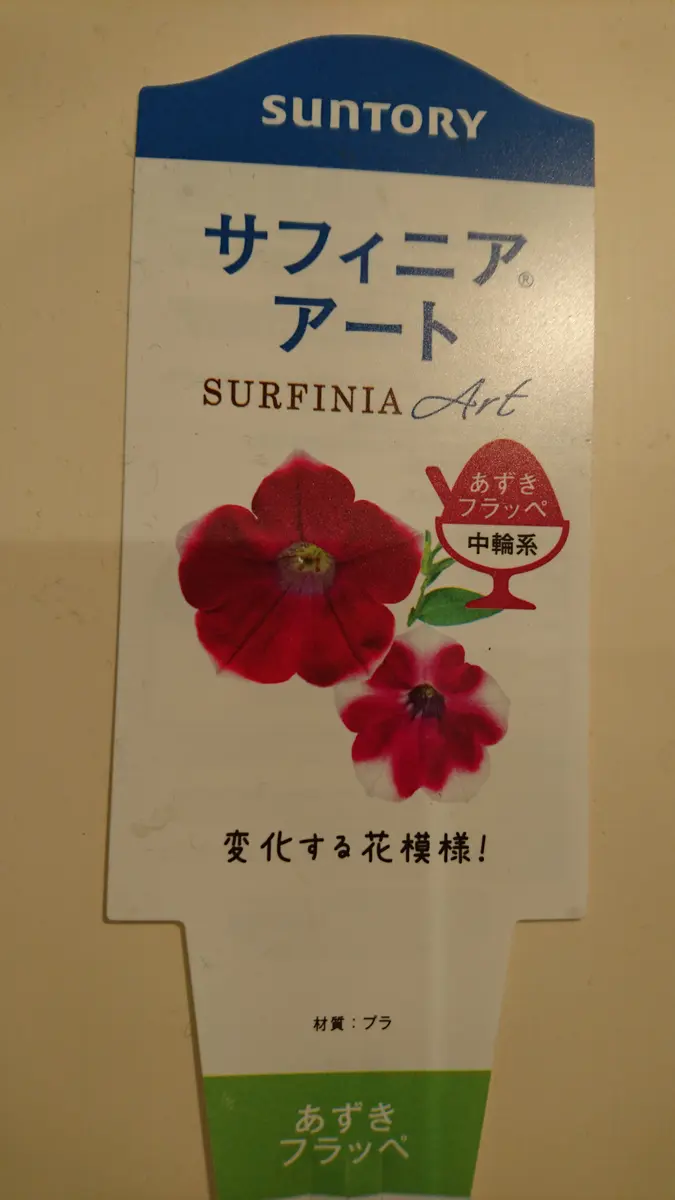 SUNTORY
サフィニア®
アート
SURFINIA Art
あずき
フラッペ
中輪系
変化する花模様!
材質：プラ
あずき
フラッペ